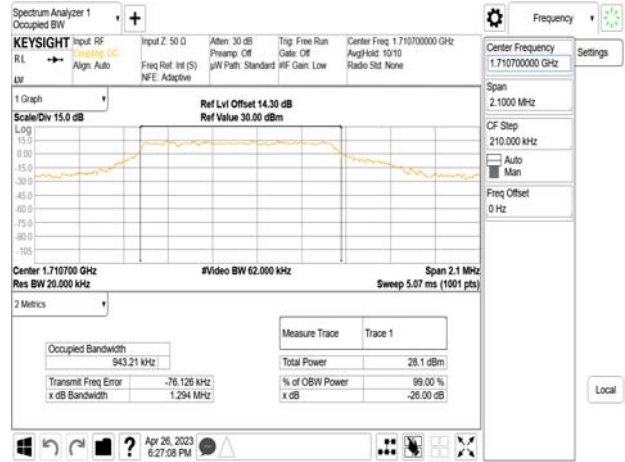 Spectrum Analyzer 1
Occupied BW
Frequency
KEYSIGHT
Input: RF
Coupling: DC
Align: Auto
Input Z: 50 Ω
Freq Ref: Int (S)
NFE: Adaptive
Atten: 30 dB
Preamp: Off
µW Path: Standard
Trig: Free Run
Gate: Off
#IF Gain: Low
Center Freq: 1.710700000 GHz
Avg|Hold: 10/10
Radio Std: None
RL
Center Frequency
1.710700000 GHz
Settings
Span
2.1000 MHz
CF Step
210.000 kHz
Auto
Man
Freq Offset
0 Hz
1 Graph
Scale/Div 15.0 dB
Ref Lvl Offset 14.30 dB
Ref Value 30.00 dBm
Log
15.0
0.00
-15.0
-30.0
-45.0
-60.0
-75.0
-90.0
-105
Center 1.710700 GHz
#Video BW 62.000 kHz
Span 2.1 MHz
Res BW 20.000 kHz
Sweep 5.07 ms (1001 pts)
2 Metrics
Measure Trace
Trace 1
Occupied Bandwidth
943.21 kHz
Total Power
28.1 dBm
Transmit Freq Error
-76.126 kHz
% of OBW Power
99.00 %
x dB Bandwidth
1.294 MHz
x dB
-26.00 dB
Local
?
Apr 26, 2023
6:27:08 PM